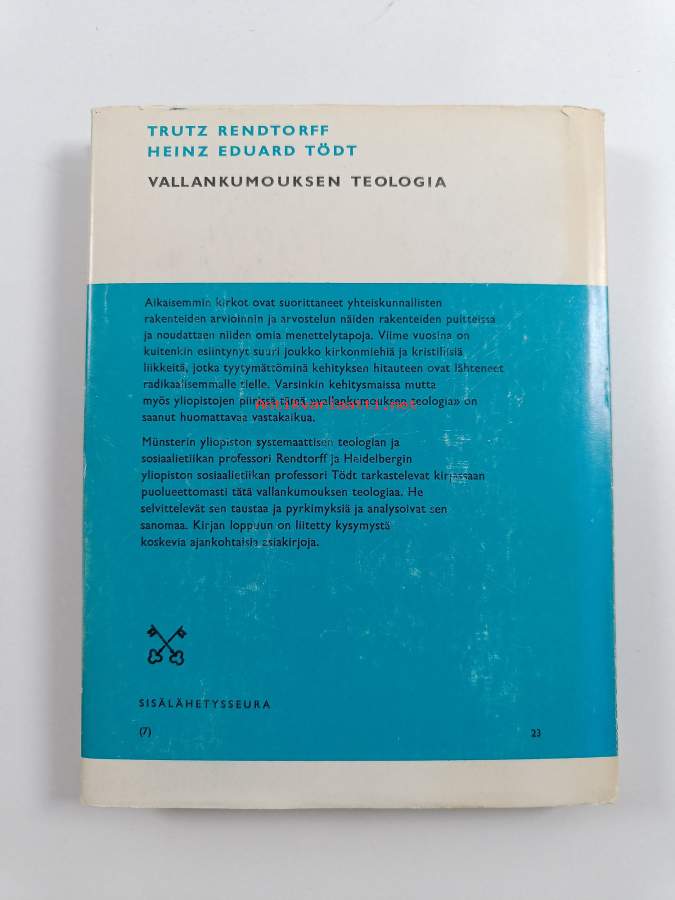 TRUTZ RENDTORFF
HEINZ EDUARD TÖDT
VALLANKUMOUKSEN TEOLOGIA
Aikaisemmin kirkot ovat suorittaneet yhteiskunnallisten
rakenteiden arvioinnin ja arvostelun näiden rakenteiden puitteissa
ja noudattaen niiden omia menettelytapoja. Viime vuosina on
kuitenkin esiintynyt suuri joukko kirkonmiehiä ja kristillisiä
liikkeitä, jotka tyytymättöminä kehityksen hitauteen ovat lähteneet
radikaalisemmalle tielle. Varsinkin kehitysmaissa mutta
myös yliopistojen piirissä tämä »vallankumouksen teologia» on
Antikvariaatti.net
saanut huomattavaa vastakaikua.
Münsterin yliopiston systemaattisen teologian ja
sosiaalietiikan professori Rendtorff ja Heidelbergin
yliopiston sosiaalietiikan professori Tödt tarkastelevat kirjassaan
puolueettomasti tätä vallankumouksen teologiaa. He
selvittelevät sen taustaa ja pyrkimyksiä ja analysoivat sen
sanomaa. Kirjan loppuun on liitetty kysymystä
koskevia ajankohtaisia asiakirjoja.
SISÄLÄHETYSSEURA
(7)
23